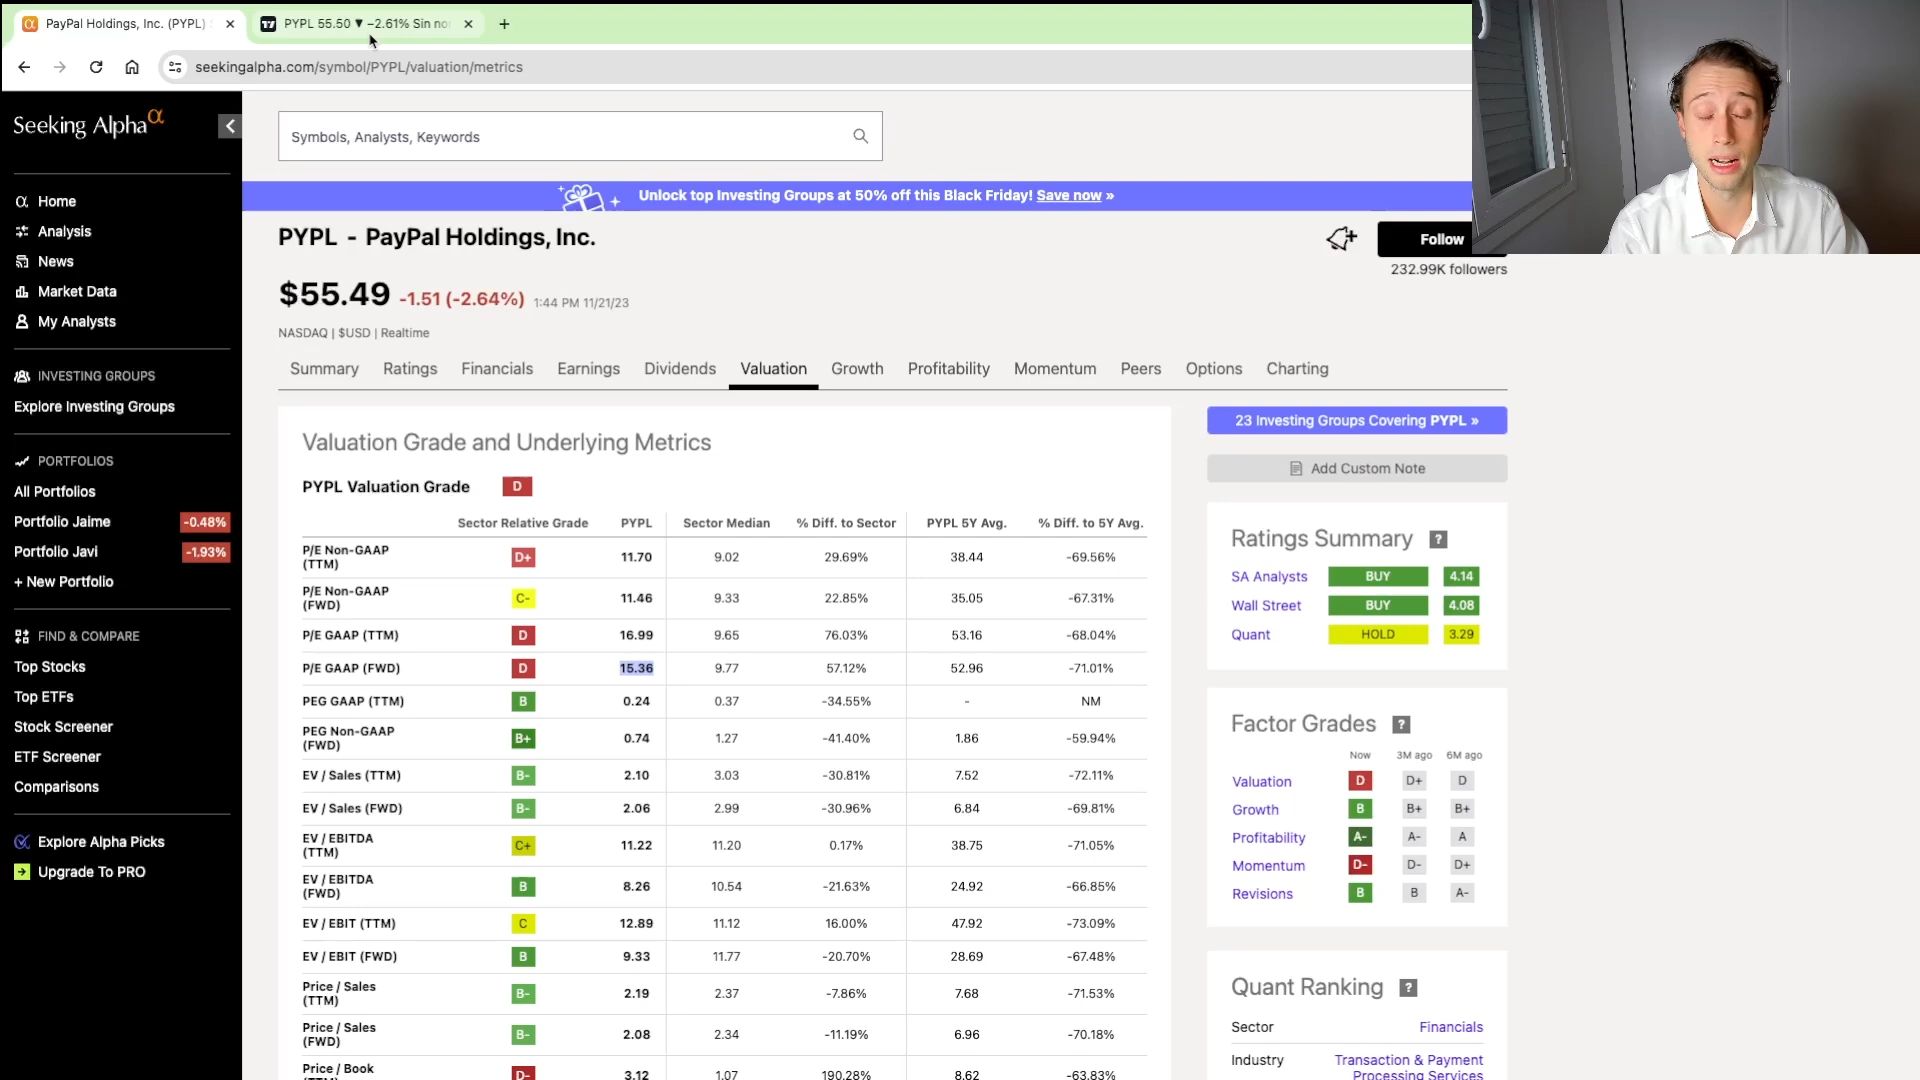 PayPal Holdings, Inc. (PYPL)
PYPL 55.50 ▼ −2.61% Sin no
seekingalpha.com/symbol/PYPL/valuation/metrics
Seeking Alpha α
Symbols, Analysts, Keywords
Unlock top Investing Groups at 50% off this Black Friday! Save now »
Home
Analysis
News
Market Data
My Analysts
INVESTING GROUPS
Explore Investing Groups
PORTFOLIOS
All Portfolios
Portfolio Jaime -0.48%
Portfolio Javi -1.93%
+ New Portfolio
FIND & COMPARE
Top Stocks
Top ETFs
Stock Screener
ETF Screener
Comparisons
Explore Alpha Picks
Upgrade To PRO
PYPL - PayPal Holdings, Inc.
Follow
232.99K followers
$55.49 -1.51 (-2.64%) 1:44 PM 11/21/23
NASDAQ | $USD | Realtime
Summary Ratings Financials Earnings Dividends Valuation Growth Profitability Momentum Peers Options Charting
Valuation Grade and Underlying Metrics
PYPL Valuation Grade D
Sector Relative Grade PYPL Sector Median % Diff. to Sector PYPL 5Y Avg. % Diff. to 5Y Avg.
P/E Non-GAAP (TTM) D+ 11.70 9.02 29.69% 38.44 -69.56%
P/E Non-GAAP (FWD) C- 11.46 9.33 22.85% 35.05 -67.31%
P/E GAAP (TTM) D 16.99 9.65 76.03% 53.16 -68.04%
P/E GAAP (FWD) D 15.36 9.77 57.12% 52.96 -71.01%
PEG GAAP (TTM) B 0.24 0.37 -34.55% - NM
PEG Non-GAAP (FWD) B+ 0.74 1.27 -41.40% 1.86 -59.94%
EV / Sales (TTM) B- 2.10 3.03 -30.81% 7.52 -72.11%
EV / Sales (FWD) B- 2.06 2.99 -30.96% 6.84 -69.81%
EV / EBITDA (TTM) C+ 11.22 11.20 0.17% 38.75 -71.05%
EV / EBITDA (FWD) B 8.26 10.54 -21.63% 24.92 -66.85%
EV / EBIT (TTM) C 12.89 11.12 16.00% 47.92 -73.09%
EV / EBIT (FWD) B 9.33 11.77 -20.70% 28.69 -67.48%
Price / Sales (TTM) B- 2.19 2.37 -7.86% 7.68 -71.53%
Price / Sales (FWD) B- 2.08 2.34 -11.19% 6.96 -70.18%
Price / Book (TTM) D- 3.12 1.07 190.28% 8.62 -63.83%
23 Investing Groups Covering PYPL »
Add Custom Note
Ratings Summary ?
SA Analysts BUY 4.14
Wall Street BUY 4.08
Quant HOLD 3.29
Factor Grades ?
Now 3M ago 6M ago
Valuation D D+ D
Growth B B+ B+
Profitability A- A- A
Momentum D- D- D+
Revisions B B A-
Quant Ranking ?
Sector Financials
Industry Transaction & Payment
Processing Services